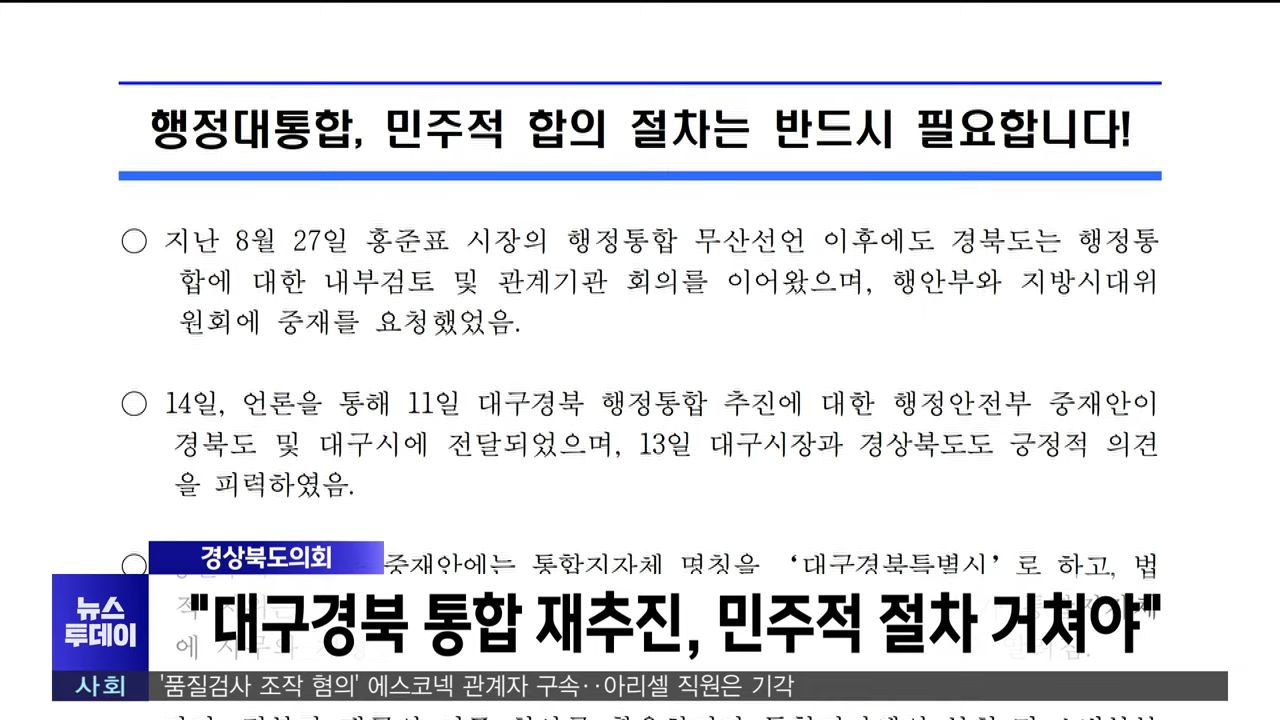 행정대통합, 민주적 합의 절차는 반드시 필요합니다!
○ 지난 8월 27일 홍준표 시장의 행정통합 무산선언 이후에도 경북도는 행정통
합에 대한 내부검토 및 관계기관 회의를 이어왔으며, 행안부와 지방시대위
원회에 중재를 요청했었음.
○ 14일, 언론을 통해 11일 대구경북 행정통합 추진에 대한 행정안전부 중재안이
경북도 및 대구시에 전달되었으며, 13일 대구시장과 경상북도도 긍정적 의견
을 피력하였음.
○ 중재안에는 통합지자체 명칭을 ‘대구경북특별시’로 하고, 법
경상북도의회
뉴스
투데이
"대구경북 통합 재추진, 민주적 절차 거쳐야"
사회
'품질검사 조작 혐의' 에스코넥 관계자 구속··아리셀 직원은 기각